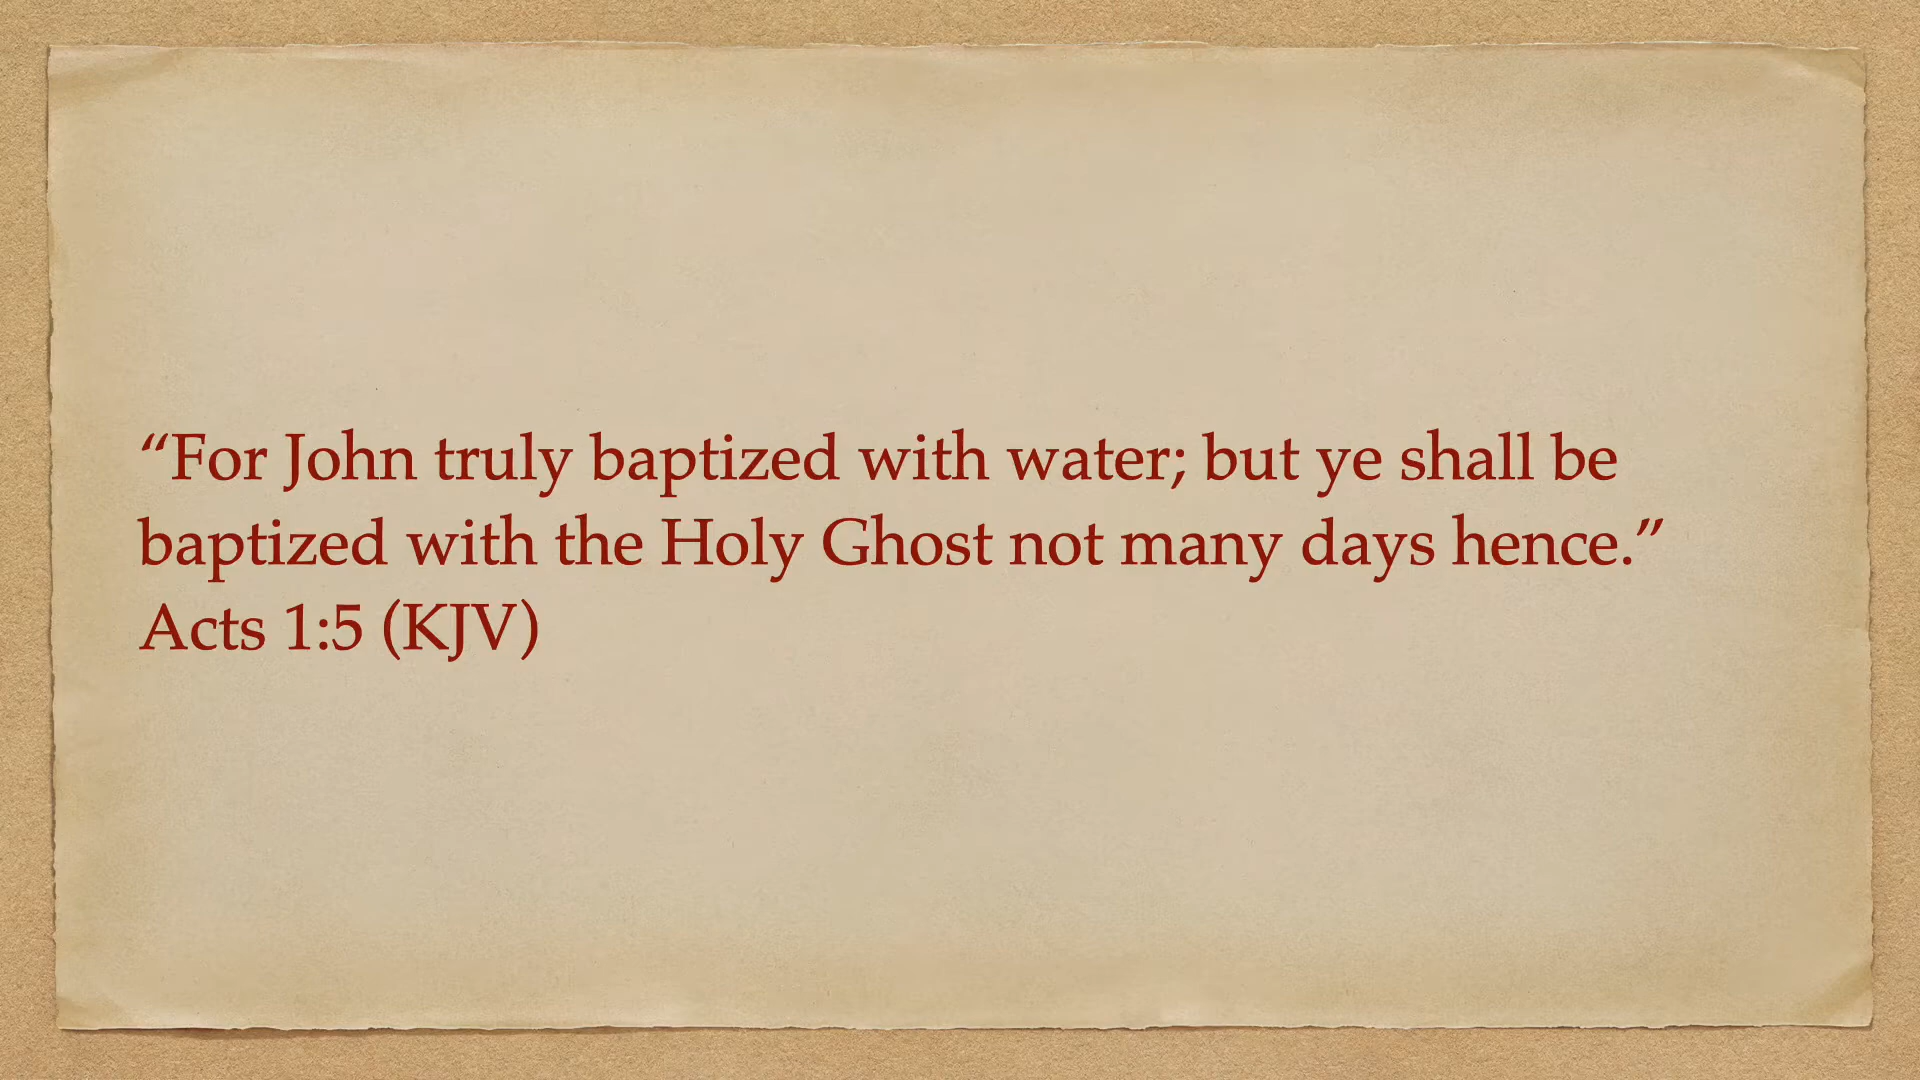 “For John truly baptized with water; but ye shall be
baptized with the Holy Ghost not many days hence.”
Acts 1:5 (KJV)